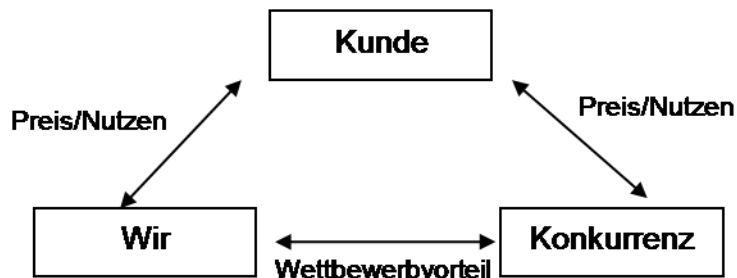 Kunde
Preis/Nutzen
Preis/Nutzen
Wir
Konkurrenz
Wettbewerbvorteil